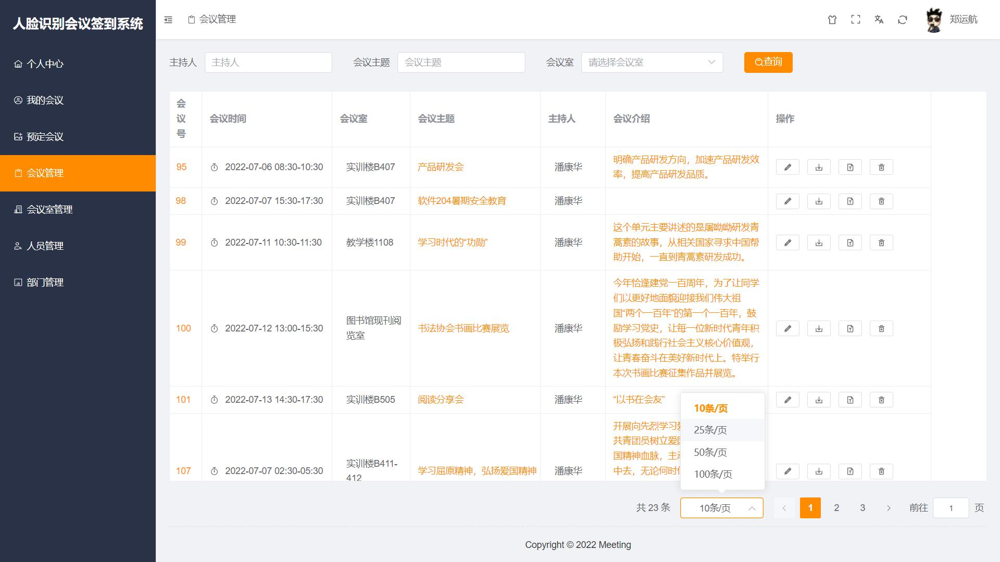 人脸识别会议签到系统
会议管理
郑运航
个人中心
我的会议
预定会议
会议管理
会议室管理
人员管理
部门管理
主持人 主持人 会议主题 会议主题 会议室 请选择会议室 查询
会议号 会议时间 会议室 会议主题 主持人 会议介绍 操作
95 2022-07-06 08:30-10:30 实训楼B407 产品研发会 潘康华
明确产品研发方向，加速产品研发效
率，提高产品研发品质。
98 2022-07-07 15:30-17:30 实训楼B407 软件204暑期安全教育 潘康华
99 2022-07-11 10:30-11:30 教学楼1108 学习时代的“功勋” 潘康华
这个单元主要讲述的是屠呦呦研发青
蒿素的故事，从相关国家寻求中国帮
助开始，一直到青蒿素研发成功。
100 2022-07-12 13:00-15:30 图书馆现刊阅
览室
书法协会书画比赛展览 潘康华
今年恰逢建党一百周年，为了让同学
们以更好地面貌迎接我们伟大祖
国“两个一百年”的第一个一百年，鼓
励学习党史，让每一位新时代青年积
极弘扬和践行社会主义核心价值观，
让青春奋斗在美好新时代上。特举行
本次书画比赛征集作品并展览。
101 2022-07-13 14:30-17:30 实训楼B505 阅读分享会 潘康华 “以书在会友”
107 2022-07-07 02:30-05:30 实训楼B411-
412
学习屈原精神，弘扬爱国精神 潘康华
开展向先烈学习
共青团员树立爱
国精神血脉，主
中去，无论何时
10条/页
25条/页
50条/页
100条/页
共 23 条 10条/页 1 2 3 前往 1 页
Copyright © 2022 Meeting